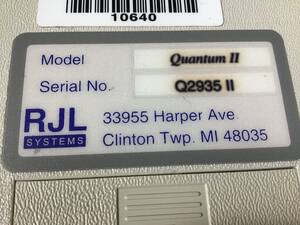 10640
Model Quantum II
Serial No. Q2935 II
RJL
SYSTEMS
33955 Harper Ave
Clinton Twp. MI 48035